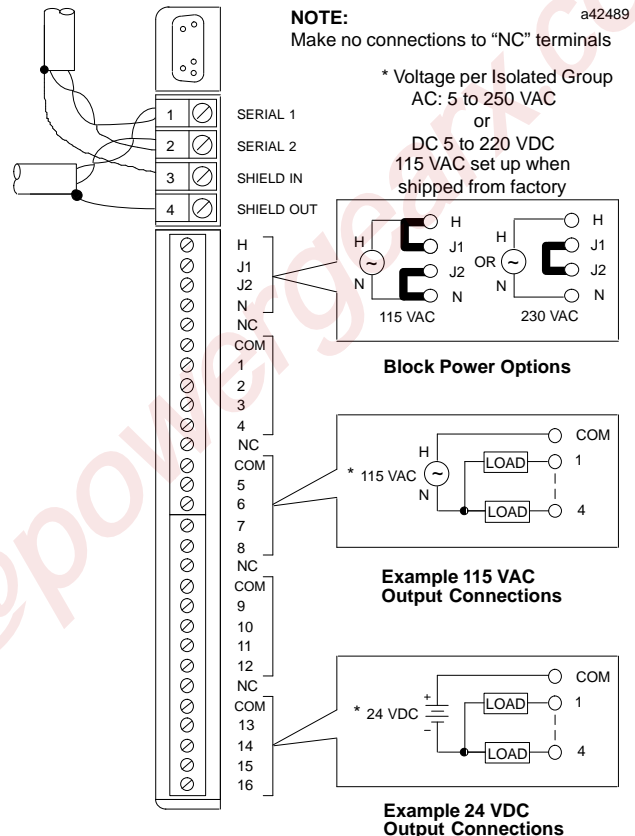 NOTE:
a42489
Make no connections to “NC” terminals
* Voltage per Isolated Group
AC: 5 to 250 VAC
or
DC 5 to 220 VDC
115 VAC set up when
shipped from factory
1 SERIAL 1
2 SERIAL 2
3 SHIELD IN
4 SHIELD OUT
H
J1
J2
N
NC
COM
1
2
3
4
NC
COM
5
6
7
8
NC
COM
9
10
11
12
NC
COM
13
14
15
16
H
H
J1
J2
N
N
~
115 VAC
OR
H
H
J1
J2
N
N
~
230 VAC
Block Power Options
COM
H
LOAD 1
* 115 VAC ~
N
LOAD 4
Example 115 VAC
Output Connections
COM
+
LOAD 1
* 24 VDC
−
LOAD 4
Example 24 VDC
Output Connections